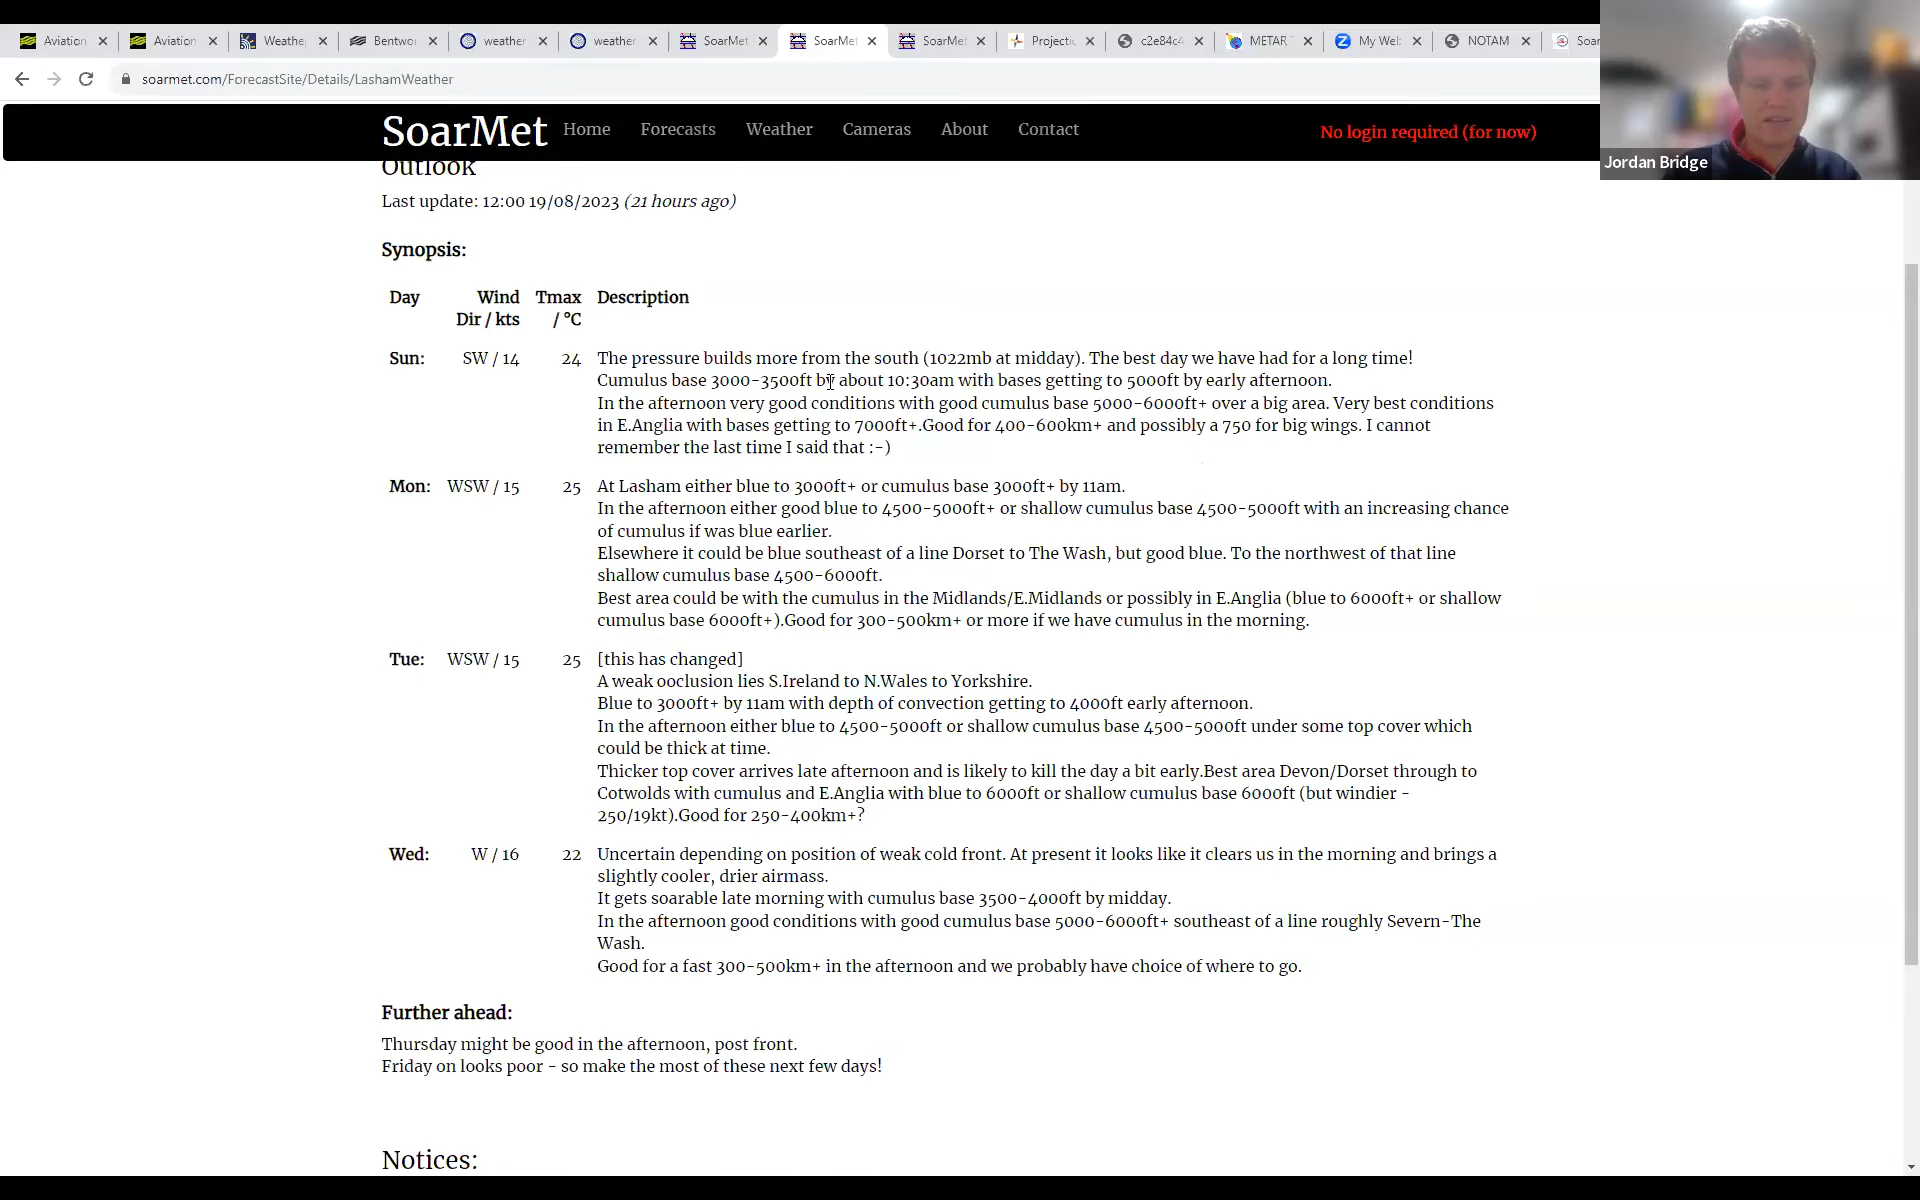 Aviation
Aviation
Weathe
Bentwo
weather
weather
SoarMet
SoarMet
SoarMet
Projecti
c2e84c4
METAR
My Wel
NOTAM
Soar
soarmet.com/ForecastSite/Details/LashamWeather
SoarMet Home Forecasts Weather Cameras About Contact No login required (for now)
Jordan Bridge
Outlook
Last update: 12:00 19/08/2023 (21 hours ago)
Synopsis:
Day Wind Tmax Description
Dir / kts / °C
Sun: SW / 14 24 The pressure builds more from the south (1022mb at midday). The best day we have had for a long time!
Cumulus base 3000-3500ft by about 10:30am with bases getting to 5000ft by early afternoon.
In the afternoon very good conditions with good cumulus base 5000-6000ft+ over a big area. Very best conditions
in E.Anglia with bases getting to 7000ft+.Good for 400-600km+ and possibly a 750 for big wings. I cannot
remember the last time I said that :-)
Mon: WSW / 15 25 At Lasham either blue to 3000ft+ or cumulus base 3000ft+ by 11am.
In the afternoon either good blue to 4500-5000ft+ or shallow cumulus base 4500-5000ft with an increasing chance
of cumulus if was blue earlier.
Elsewhere it could be blue southeast of a line Dorset to The Wash, but good blue. To the northwest of that line
shallow cumulus base 4500-6000ft.
Best area could be with the cumulus in the Midlands/E.Midlands or possibly in E.Anglia (blue to 6000ft+ or shallow
cumulus base 6000ft+).Good for 300-500km+ or more if we have cumulus in the morning.
Tue: WSW / 15 25 [this has changed]
A weak ooclusion lies S.Ireland to N.Wales to Yorkshire.
Blue to 3000ft+ by 11am with depth of convection getting to 4000ft early afternoon.
In the afternoon either blue to 4500-5000ft or shallow cumulus base 4500-5000ft under some top cover which
could be thick at time.
Thicker top cover arrives late afternoon and is likely to kill the day a bit early.Best area Devon/Dorset through to
Cotwolds with cumulus and E.Anglia with blue to 6000ft or shallow cumulus base 6000ft (but windier -
250/19kt).Good for 250-400km+?
Wed: W / 16 22 Uncertain depending on position of weak cold front. At present it looks like it clears us in the morning and brings a
slightly cooler, drier airmass.
It gets soarable late morning with cumulus base 3500-4000ft by midday.
In the afternoon good conditions with good cumulus base 5000-6000ft+ southeast of a line roughly Severn-The
Wash.
Good for a fast 300-500km+ in the afternoon and we probably have choice of where to go.
Further ahead:
Thursday might be good in the afternoon, post front.
Friday on looks poor - so make the most of these next few days!
Notices: